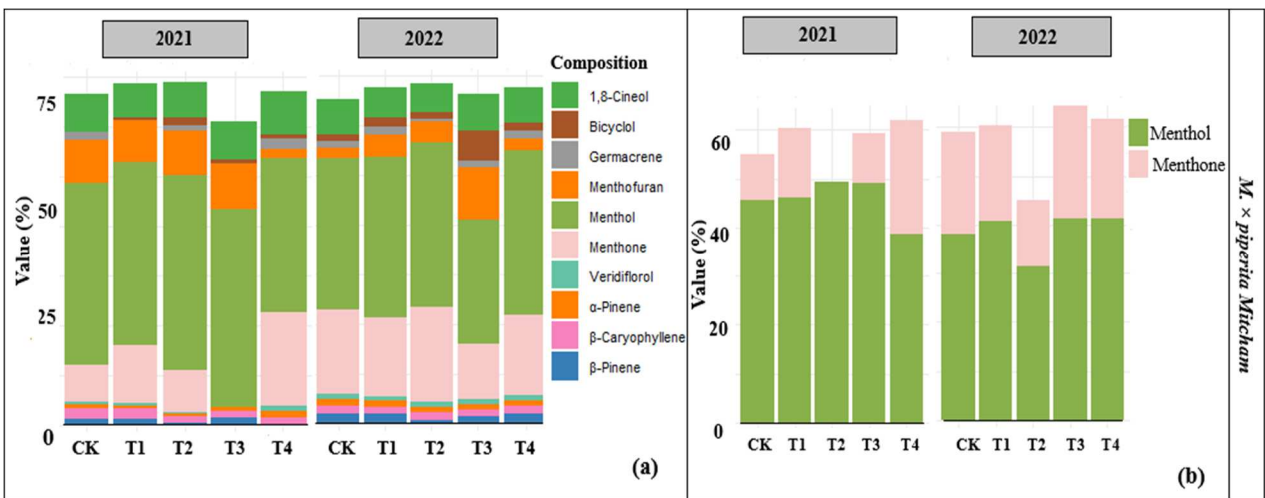 2021
2022
Composition
1,8-Cineol
Bicyclol
Germacrene
Menthofuran
Menthol
Menthone
Veridiflorol
α-Pinene
β-Caryophyllene
β-Pinene
Value (%)
75
50
25
0
CK T1 T2 T3 T4
CK T1 T2 T3 T4
(a)
2021
2022
Menthol
Menthone
Value (%)
60
40
20
0
CK T1 T2 T3 T4
CK T1 T2 T3 T4
(b)
M. × piperita Mitcham